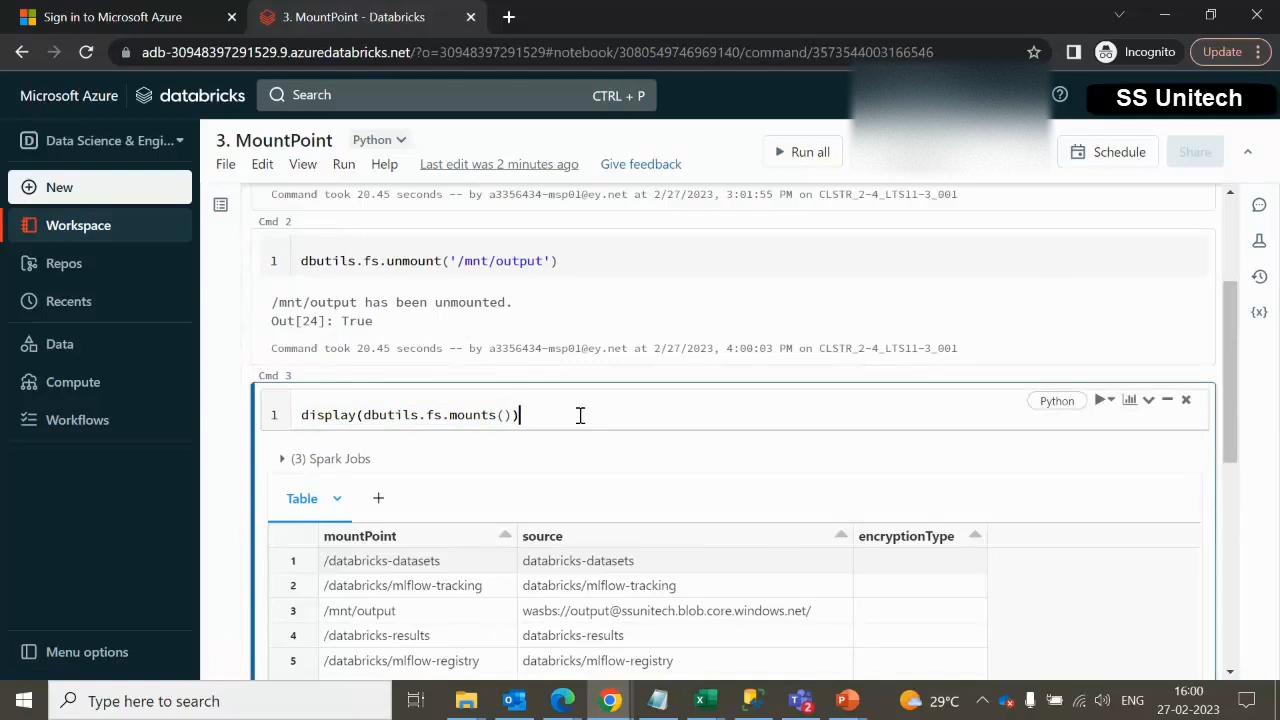 Sign in to Microsoft Azure
3. MountPoint - Databricks
adb-30948397291529.9.azuredatabricks.net/?o=30948397291529#notebook/3080549746969140/command/3573544003166546
Incognito
Update
Microsoft Azure
databricks
Search
CTRL + P
SS Unitech
Data Science & Engi...
New
Workspace
Repos
Recents
Data
Compute
Workflows
Menu options
3. MountPoint
Python
File
Edit
View
Run
Help
Last edit was 2 minutes ago
Give feedback
Run all
Schedule
Share
Command took 20.45 seconds -- by a3356434-msp01@ey.net at 2/27/2023, 3:01:55 PM on CLSTR_2-4_LTS11-3_001
Cmd 2
1 dbutils.fs.unmount('/mnt/output')
/mnt/output has been unmounted.
Out[24]: True
Command took 20.45 seconds -- by a3356434-msp01@ey.net at 2/27/2023, 4:00:03 PM on CLSTR_2-4_LTS11-3_001
Cmd 3
1 display(dbutils.fs.mounts())
Python
(3) Spark Jobs
Table
mountPoint source encryptionType
1 /databricks-datasets databricks-datasets
2 /databricks/mlflow-tracking databricks/mlflow-tracking
3 /mnt/output wasbs://output@ssunitech.blob.core.windows.net/
4 /databricks-results databricks-results
5 /databricks/mlflow-registry databricks/mlflow-registry
Type here to search
29°C
ENG
16:00
27-02-2023